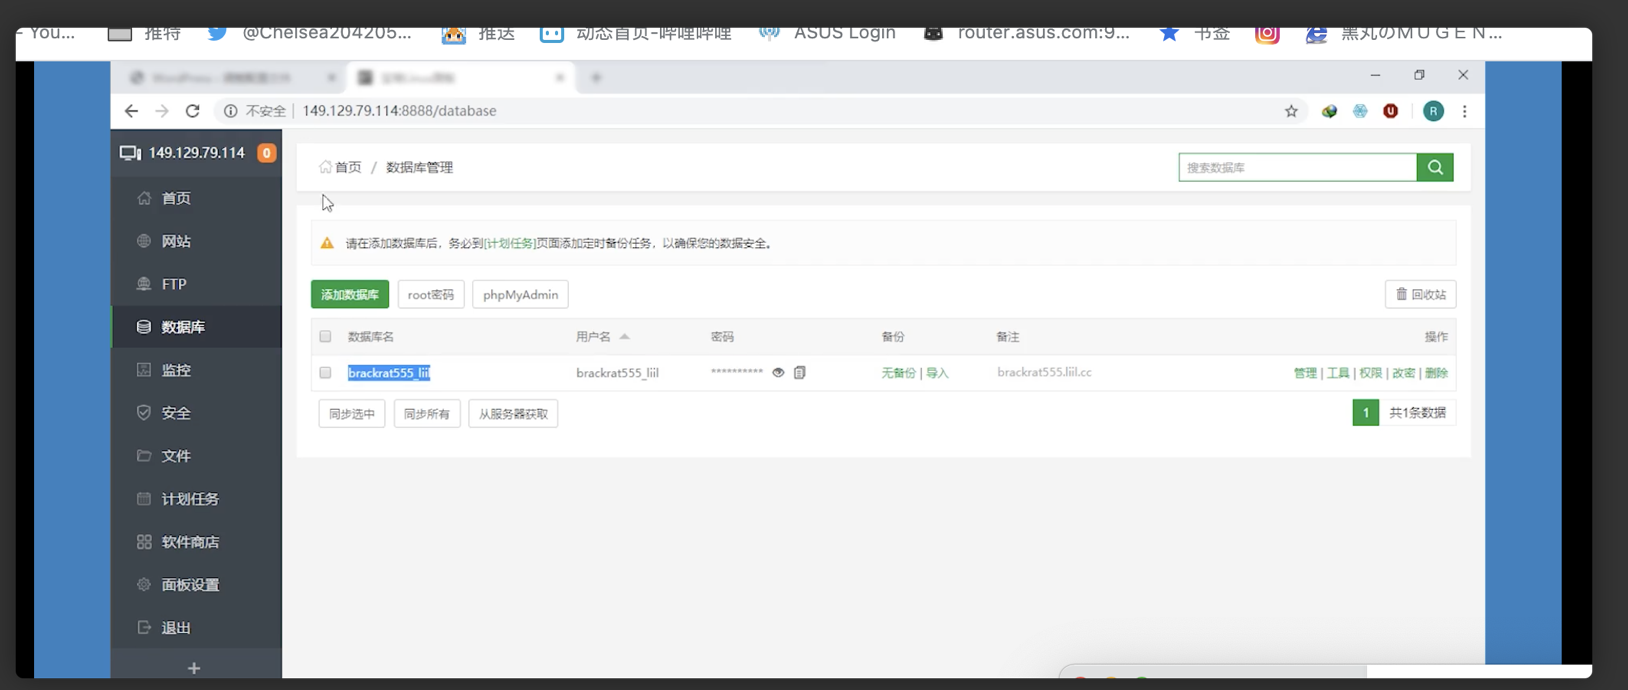 - You...
推特
@Chelsea204205...
推送
动态首页-哔哩哔哩
ASUS Login
router.asus.com:9...
书签
黑丸のＭＵＧＥＮ...
不安全 | 149.129.79.114:8888/database
R
149.129.79.114 0
首页
网站
FTP
数据库
监控
安全
文件
计划任务
软件商店
面板设置
退出
+
首页 / 数据库管理
搜索数据库
请在添加数据库后，务必到[计划任务]页面添加定时备份任务，以确保您的数据安全。
添加数据库 root密码 phpMyAdmin 回收站
数据库名 用户名 密码 备份 备注 操作
brackrat555_liil brackrat555_liil ********** 无备份 | 导入 brackrat555.liil.cc 管理 | 工具 | 权限 | 改密 | 删除
同步选中 同步所有 从服务器获取 1 共1条数据